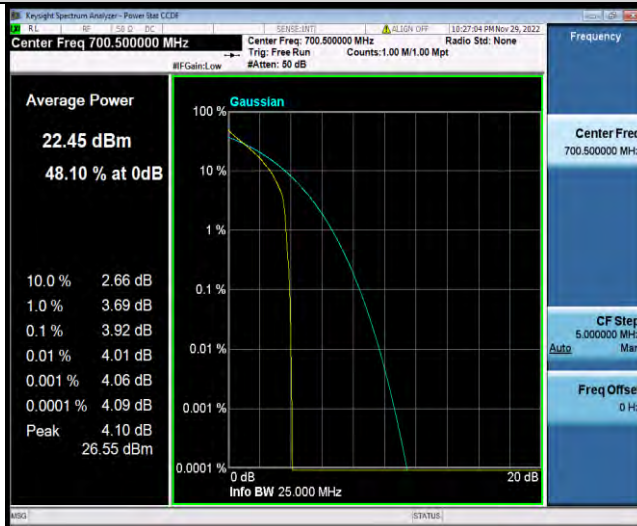 Keysight Spectrum Analyzer - Power Stat CCDF
RL RF 50 Ω DC SENSE:INT ALIGN OFF 10:27:04 PM Nov 29, 2022
Center Freq 700.500000 MHz
Center Freq: 700.500000 MHz Radio Std: None
Trig: Free Run Counts:1.00 M/1.00 Mpt
#IFGain:Low #Atten: 50 dB
Frequency
Average Power
22.45 dBm
48.10 % at 0dB
10.0 % 2.66 dB
1.0 % 3.69 dB
0.1 % 3.92 dB
0.01 % 4.01 dB
0.001 % 4.06 dB
0.0001 % 4.09 dB
Peak 4.10 dB
26.55 dBm
Gaussian
100 %
10 %
1 %
0.1 %
0.01 %
0.001 %
0.0001 %
0 dB 20 dB
Info BW 25.000 MHz
Center Freq
700.500000 MHz
CF Step
5.000000 MHz
Auto Man
Freq Offset
0 Hz
MSG STATUS